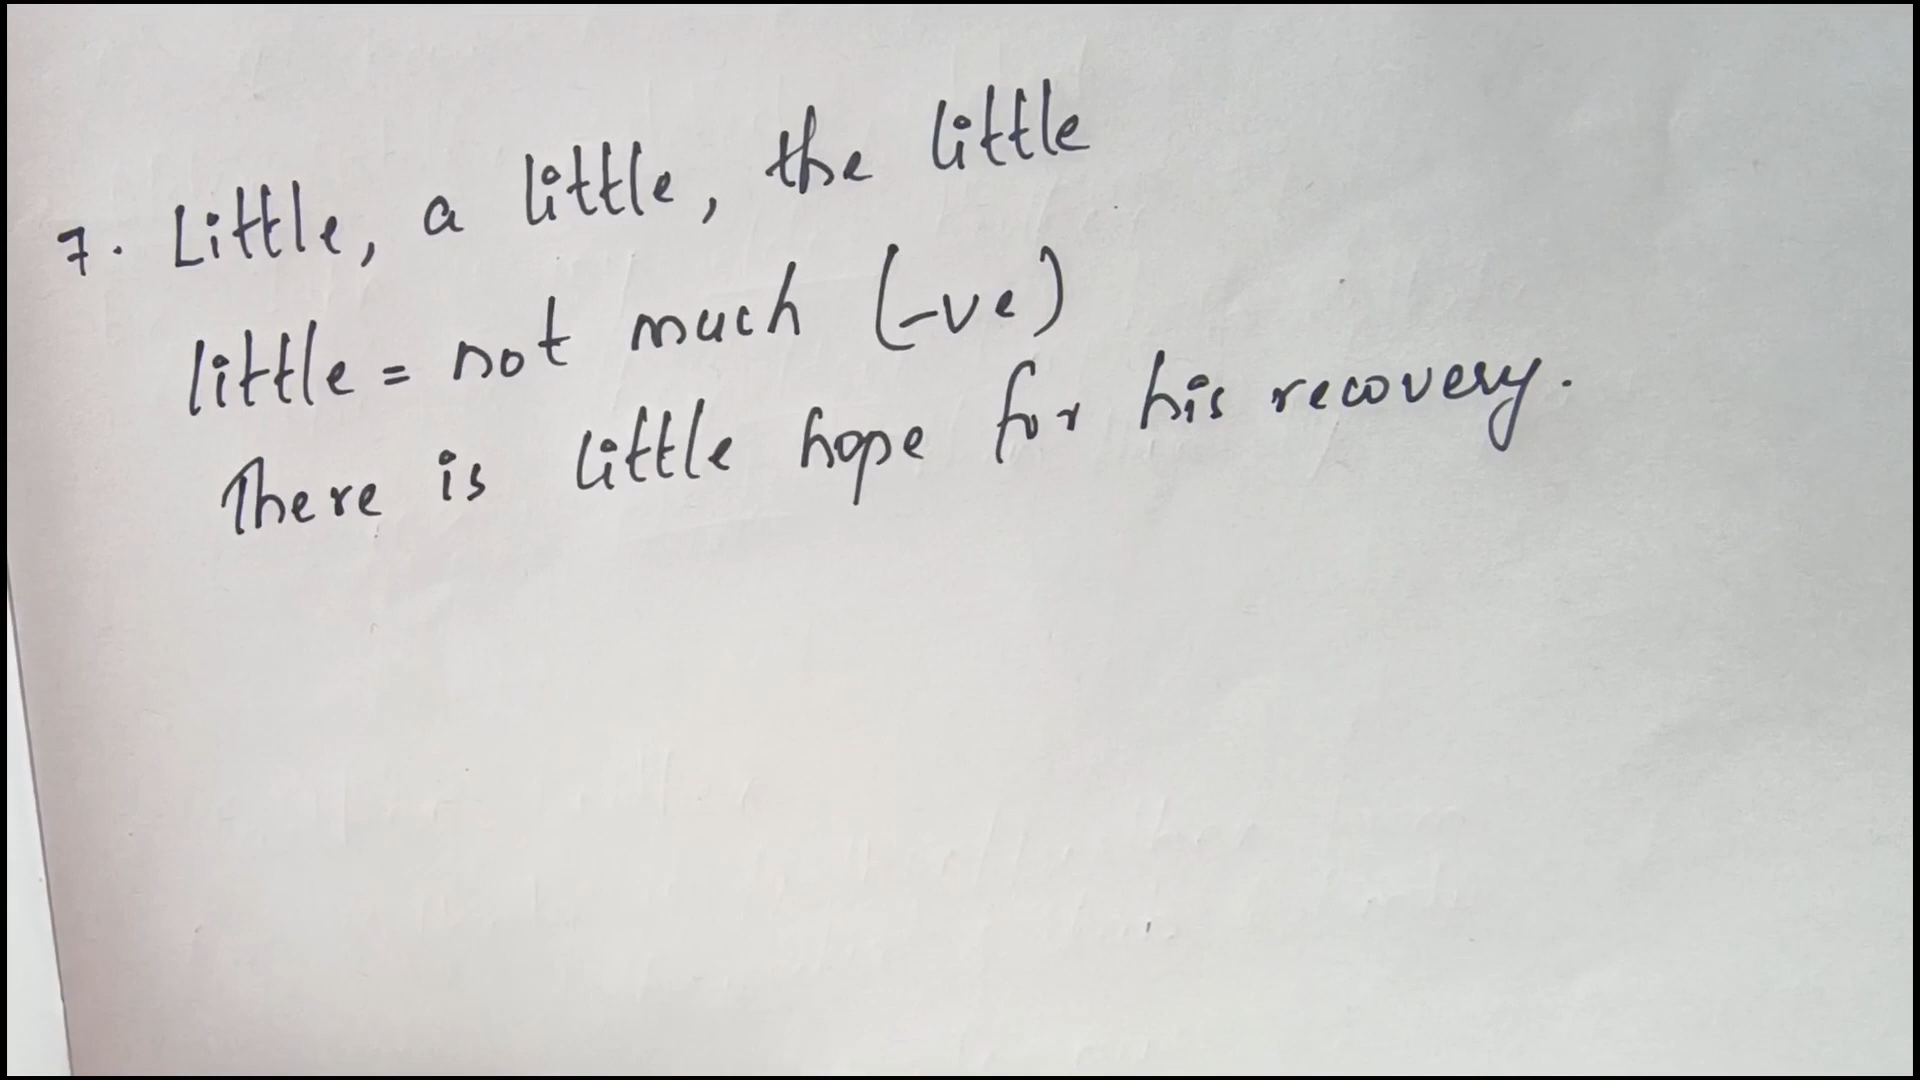 7. Little, a little, the little
little = not much (-ve)
There is little hope for his recovery.